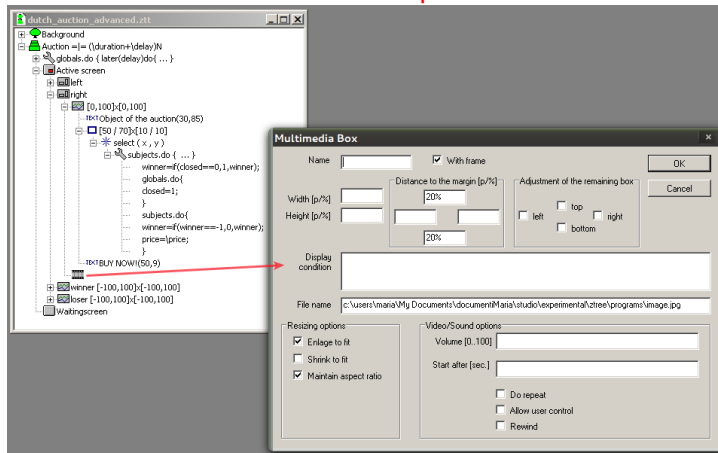 dutch_auction_advanced.ztt
Background
Auction =|= (\duration+\delay)N
globals.do { later(delay)do{ ... }
Active screen
left
right
[0,100]x[0,100]
TEXT Object of the auction(30,85)
[50 / 70]x[10 / 10]
select ( x , y )
subjects.do { ... }
winner=if(closed==0,1,winner);
globals.do{
closed=1;
}
subjects.do{
winner=if(winner==-1,0,winner);
price=\price;
}
TEXT BUY NOW!(50,9)
winner [-100,100]x[-100,100]
loser [-100,100]x[-100,100]
Waitingscreen
Multimedia Box
Name
With frame
OK
Cancel
Width [p/%]
Height [p/%]
Distance to the margin [p/%]
20%
20%
Adjustment of the remaining box
top
left
right
bottom
Display
condition
File name
c:\users\maria\My Documents\documentiMaria\studio\experimental\ztree\programs\image.jpg
Resizing options
Enlage to fit
Shrink to fit
Maintain aspect ratio
Video/Sound options
Volume [0..100]
Start after [sec.]
Do repeat
Allow user control
Rewind